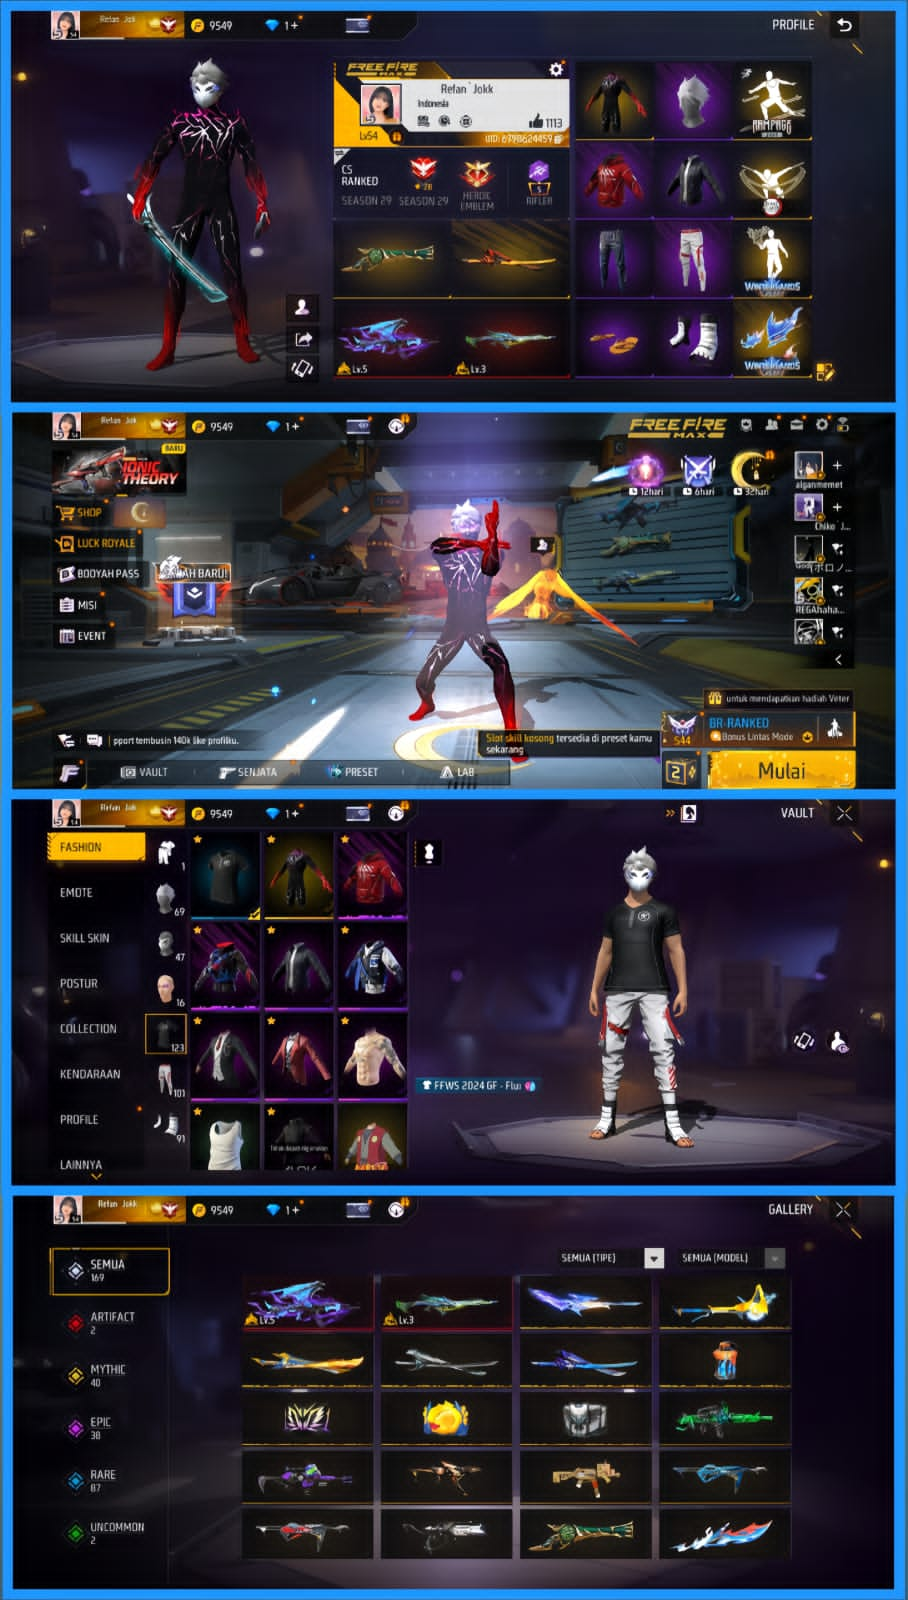 Refan Jokk
54
9549
1+
PROFILE
FREE FIRE
MAX
Refan Jokk
Indonesia
1113
Lv54
UID: 6798624459
CS
RANKED
SEASON 29
28
SEASON 29
HEROIC
EMBLEM
RIFLER
RAMPAGE
WINTERLANDS
WINTERLANDS
Lv.5
Lv.3
Refan Jokk
9549
1+
FREE FIRE
MAX
BARU
IONIC
THEORY
12hari
6hari
32hari
alganmemet
Chiko J...
SHOP
LUCK ROYALE
BOOYAH PASS
AH BARU!
MISI
EVENT
REGAhaha...
untuk mendapatkan hadiah Veter
pport tembusin 140k like profilku.
Slot skill kosong tersedia di preset kamu
sekarang
S44
BR-RANKED
Bonus Lintas Mode
VAULT
SENJATA
PRESET
LAB
2
Mulai
Refan Jokk
9549
1+
VAULT
FASHION
1
EMOTE
69
SKILL SKIN
47
POSTUR
16
COLLECTION
123
KENDARAAN
101
PROFILE
91
LAINNYA
FFWS 2024 GF - Flui
Refan Jokk
9549
1+
GALLERY
SEMUA
169
SEMUA (TIPE)
SEMUA (MODEL)
ARTIFACT
2
MYTHIC
40
EPIC
38
RARE
87
UNCOMMON
2
Lv.5
Lv.3